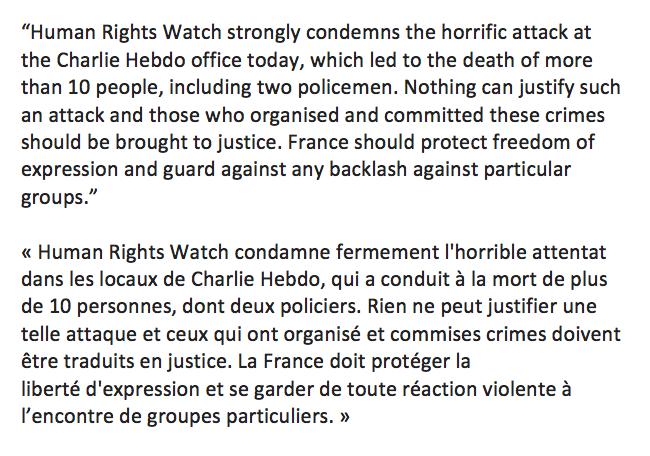 “Human Rights Watch strongly condemns the horrific attack at
the Charlie Hebdo office today, which led to the death of more
than 10 people, including two policemen. Nothing can justify such
an attack and those who organised and committed these crimes
should be brought to justice. France should protect freedom of
expression and guard against any backlash against particular
groups.”
« Human Rights Watch condamne fermement l'horrible attentat
dans les locaux de Charlie Hebdo, qui a conduit à la mort de plus
de 10 personnes, dont deux policiers. Rien ne peut justifier une
telle attaque et ceux qui ont organisé et commises crimes doivent
être traduits en justice. La France doit protéger la
liberté d'expression et se garder de toute réaction violente à
l’encontre de groupes particuliers. »